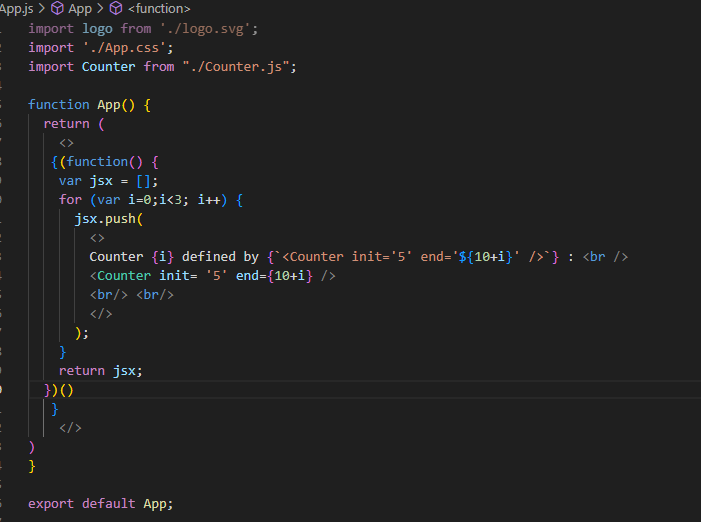 App.js > App > <function>
import logo from './logo.svg';
import './App.css';
import Counter from "./Counter.js";
function App() {
return (
<>
{(function() {
var jsx = [];
for (var i=0;i<3; i++) {
jsx.push(
<>
Counter {i} defined by {`<Counter init='5' end='${10+i}' />`} : <br />
<Counter init= '5' end={10+i} />
<br/> <br/>
</>
);
}
return jsx;
})()
}
</>
)
}
export default App;